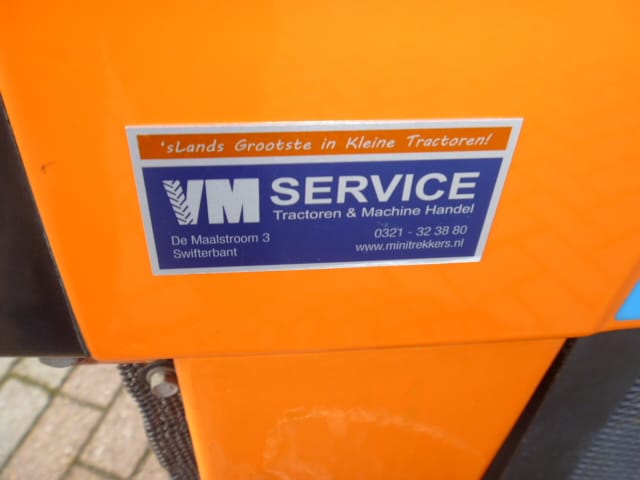 'sLands Grootste in Kleine Tractoren!
VM SERVICE
Tractoren & Machine Handel
De Maalstroom 3
Swifterbant
0321 - 32 38 80
www.minitrekkers.nl